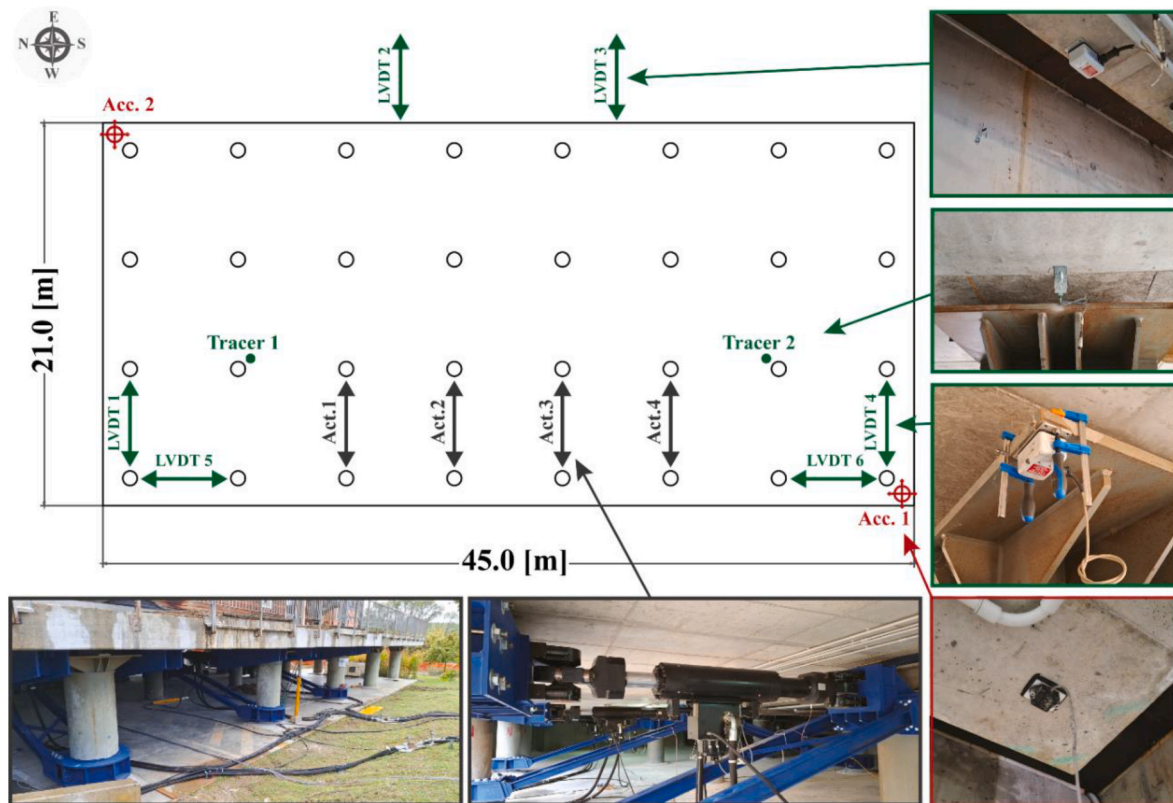 E
N S
W
LVDT 2
LVDT 3
Acc. 2
21.0 [m]
Tracer 1
Tracer 2
LVDT 1
Act.1
Act.2
Act.3
Act.4
LVDT 4
LVDT 5
LVDT 6
Acc. 1
45.0 [m]